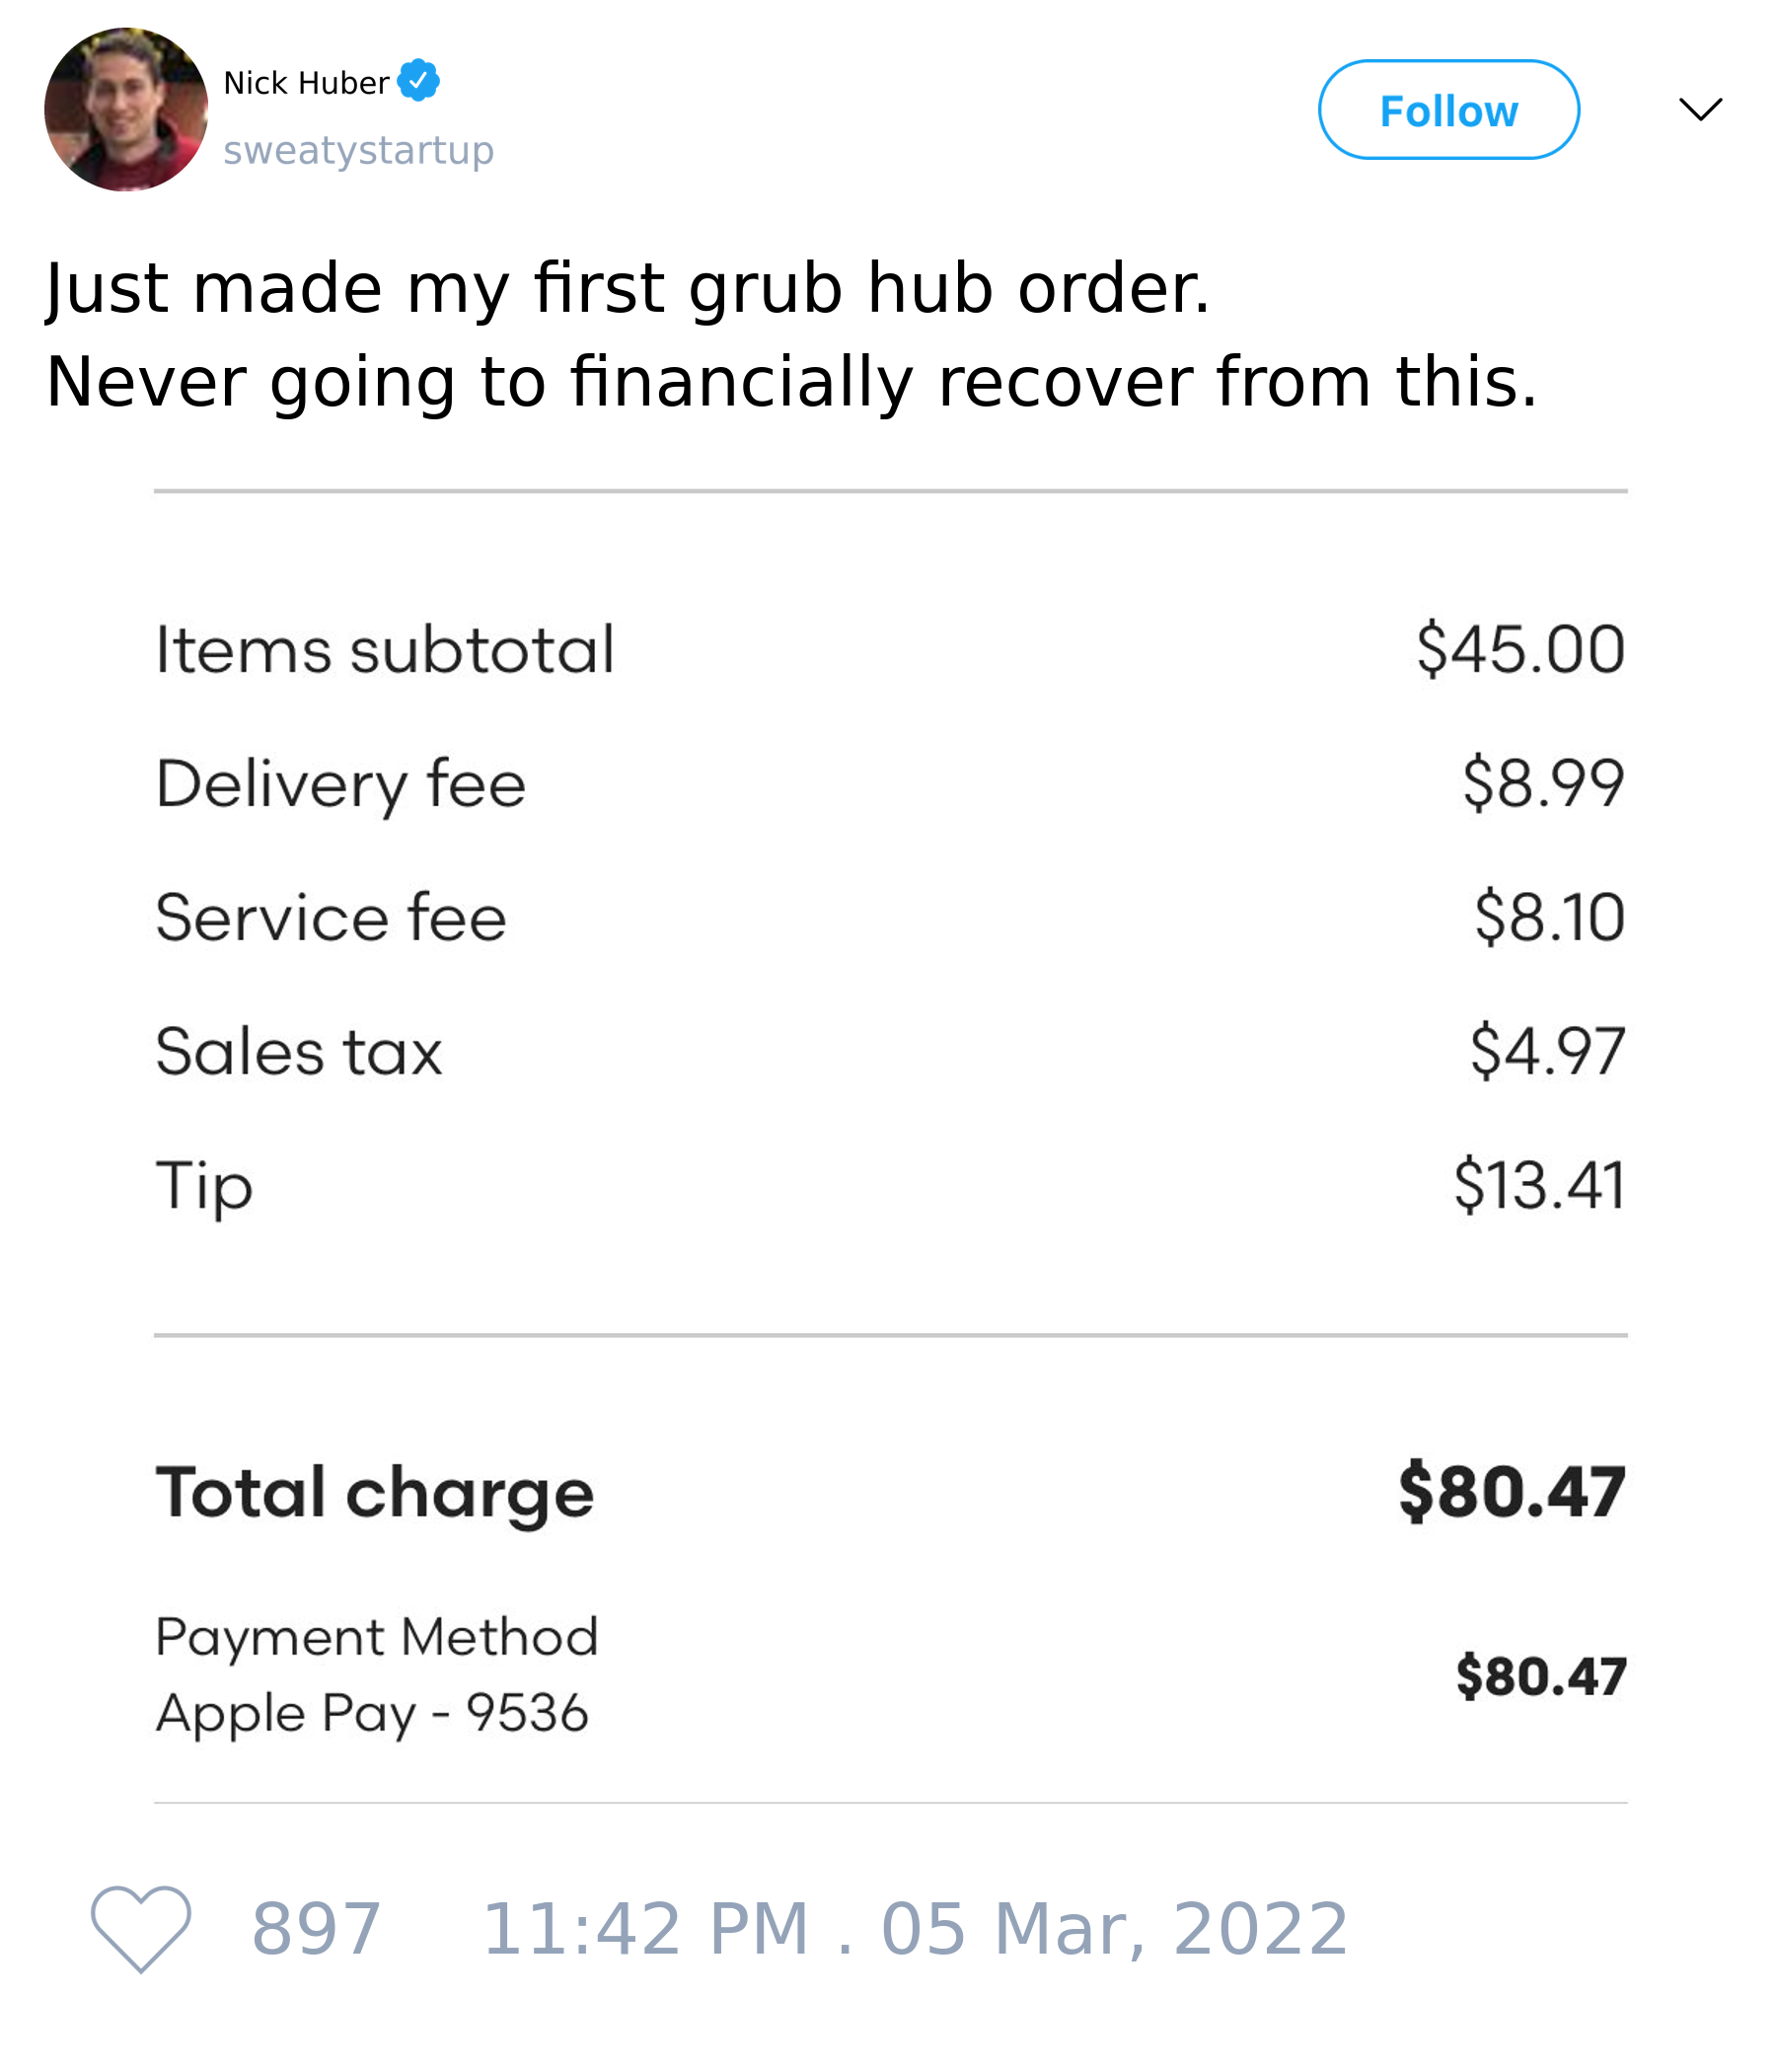 Nick Huber
sweatystartup
Follow
Just made my first grub hub order.
Never going to financially recover from this.
Items subtotal $45.00
Delivery fee $8.99
Service fee $8.10
Sales tax $4.97
Tip $13.41
Total charge $80.47
Payment Method
Apple Pay - 9536 $80.47
897 11:42 PM . 05 Mar, 2022